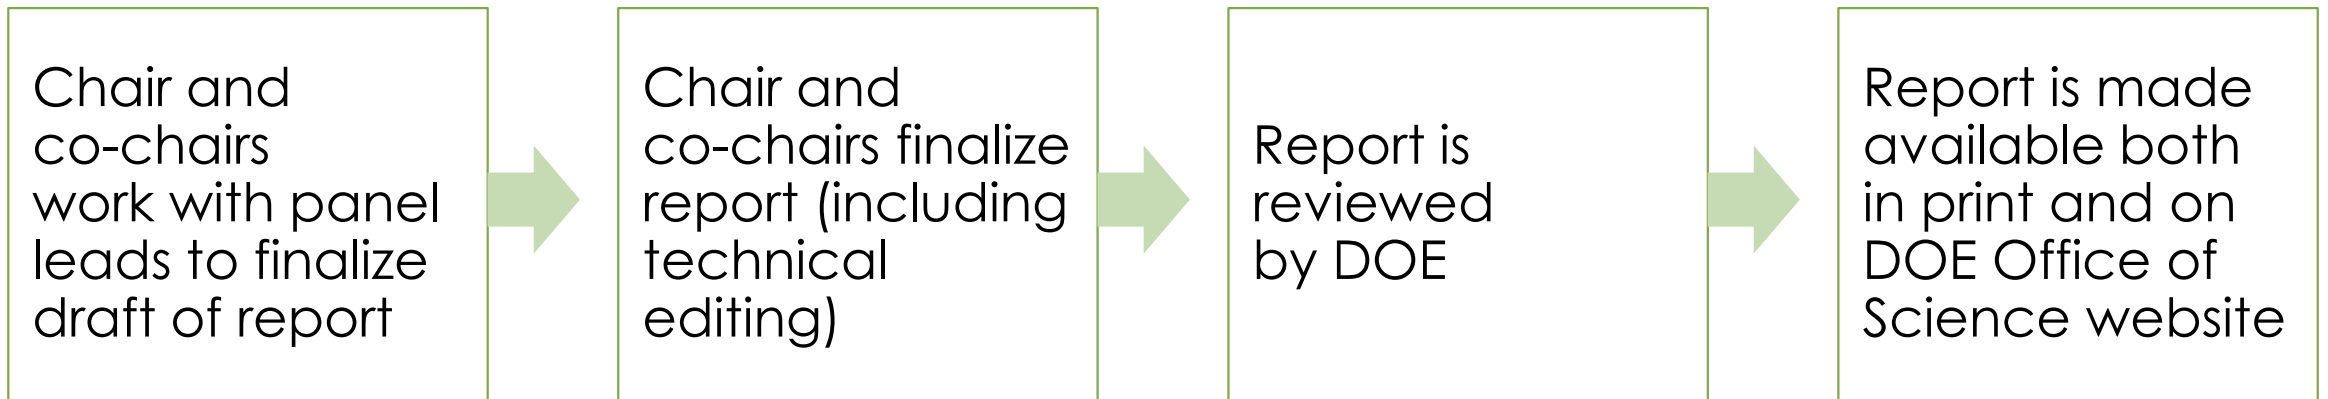 Chair and
co-chairs
work with panel
leads to finalize
draft of report
Chair and
co-chairs finalize
report (including
technical
editing)
Report is
reviewed
by DOE
Report is made
available both
in print and on
DOE Office of
Science website